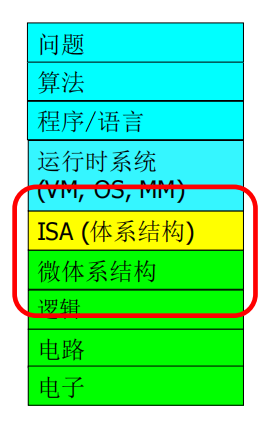 问题
算法
程序/语言
运行时系统
(VM, OS, MM)
ISA (体系结构)
微体系结构
逻辑
电路
电子